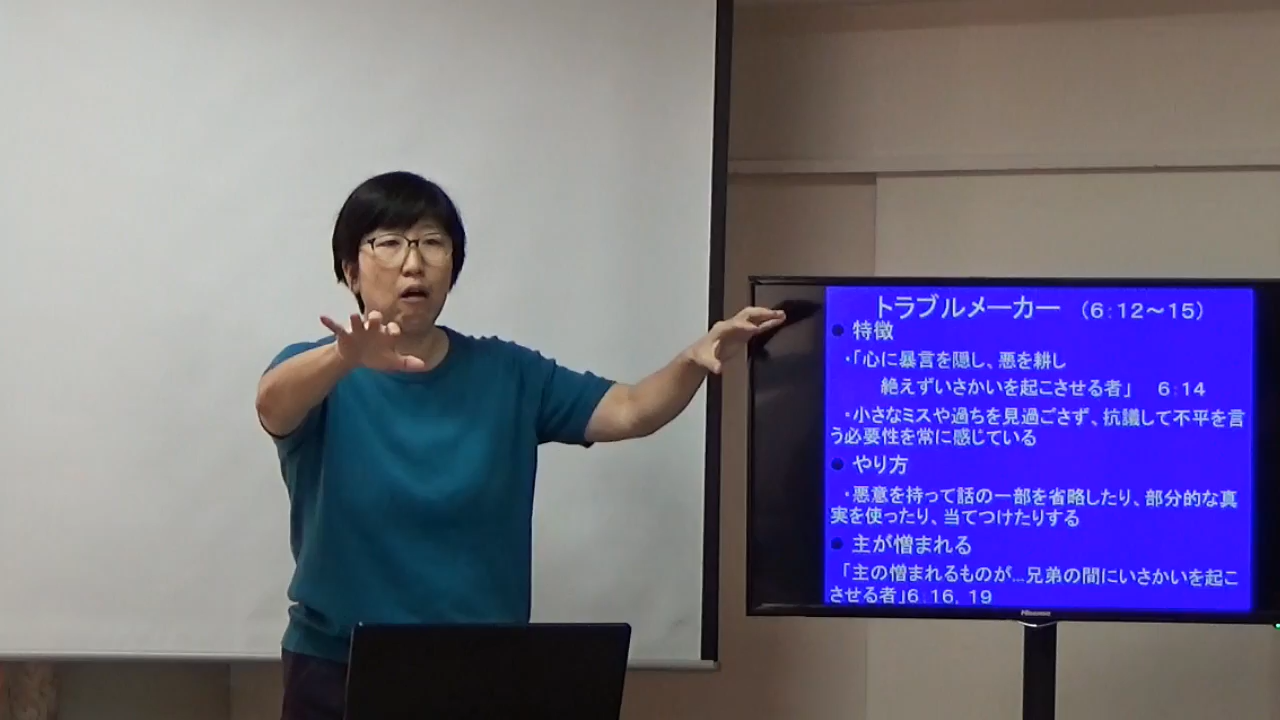 トラブルメーカー （６：１２～１５）
● 特徴
・「心に暴言を隠し、悪を耕し
絶えずいさかいを起こさせる者」 ６：１４
・小さなミスや過ちを見過ごさず、抗議して不平を言
う必要性を常に感じている
● やり方
・悪意を持って話の一部を省略したり、部分的な真
実を使ったり、当てつけたりする
● 主が憎まれる
「主の憎まれるものが…兄弟の間にいさかいを起こ
させる者」６：１６，１９
Hisense